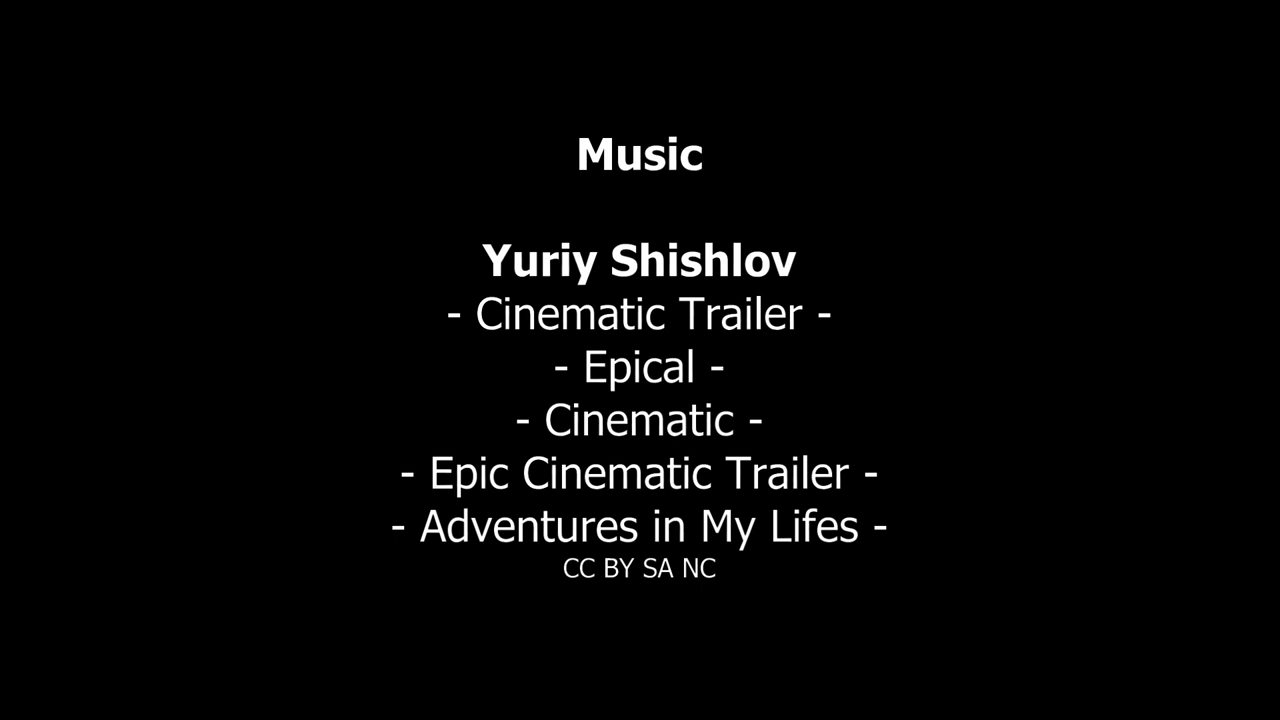 Music
Yuriy Shishlov
- Cinematic Trailer -
- Epical -
- Cinematic -
- Epic Cinematic Trailer -
- Adventures in My Lifes -
CC BY SA NC